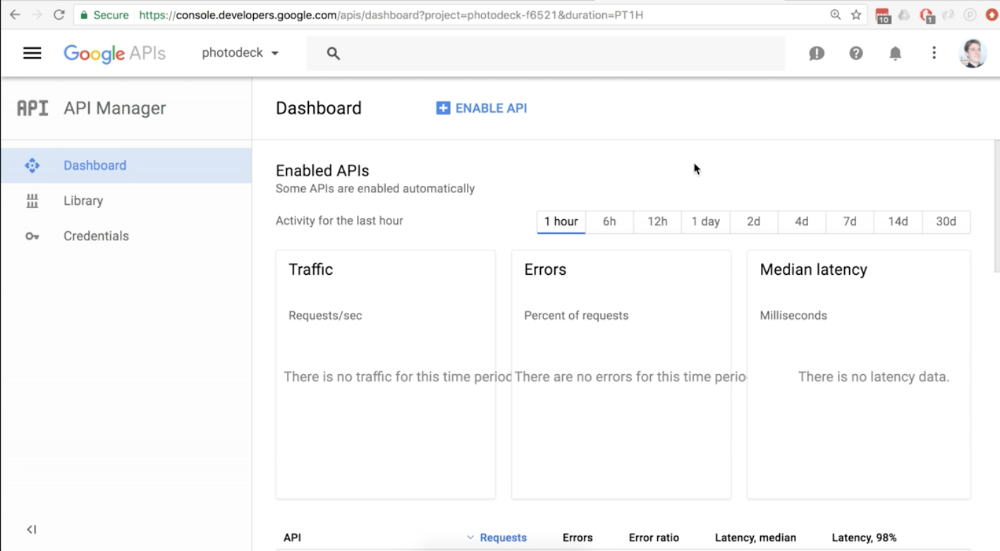 Secure https://console.developers.google.com/apis/dashboard?project=photodeck-f6521&duration=PT1H
10
1
Google APIs photodeck
API API Manager
Dashboard ENABLE API
Dashboard
Library
Credentials
Enabled APIs
Some APIs are enabled automatically
Activity for the last hour
1 hour 6h 12h 1 day 2d 4d 7d 14d 30d
Traffic
Requests/sec
There is no traffic for this time period
Errors
Percent of requests
There are no errors for this time perio
Median latency
Milliseconds
There is no latency data.
API Requests Errors Error ratio Latency, median Latency, 98%